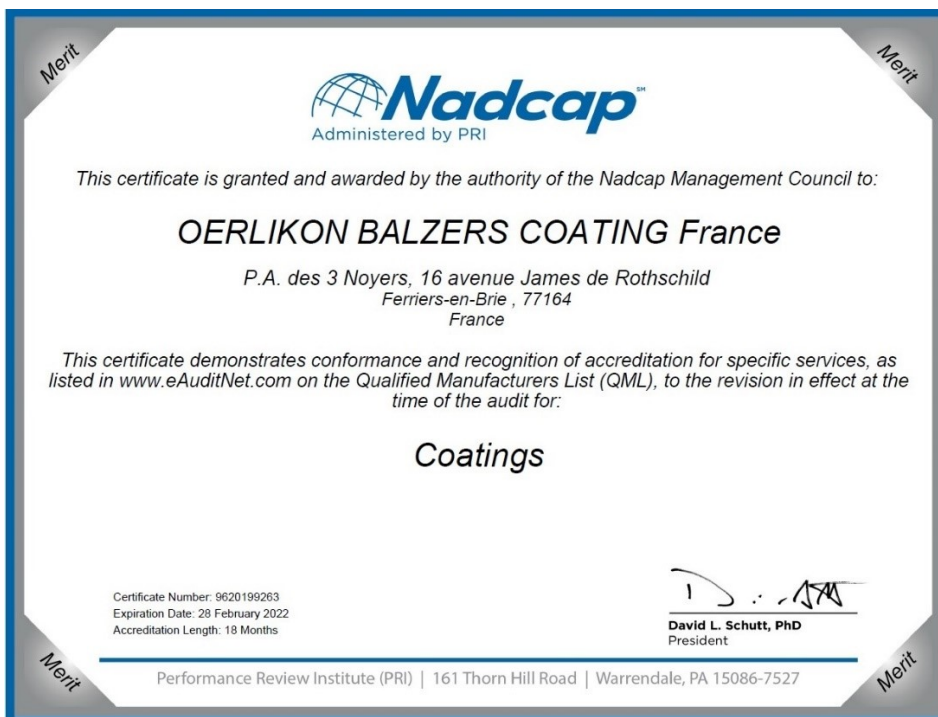 Merit
Merit
Nadcap℠
Administered by PRI
This certificate is granted and awarded by the authority of the Nadcap Management Council to:
OERLIKON BALZERS COATING France
P.A. des 3 Noyers, 16 avenue James de Rothschild
Ferriers-en-Brie , 77164
France
This certificate demonstrates conformance and recognition of accreditation for specific services, as
listed in www.eAuditNet.com on the Qualified Manufacturers List (QML), to the revision in effect at the
time of the audit for:
Coatings
Certificate Number: 9620199263
Expiration Date: 28 February 2022
Accreditation Length: 18 Months
David L. Schutt, PhD
President
Merit
Merit
Performance Review Institute (PRI) | 161 Thorn Hill Road | Warrendale, PA 15086-7527